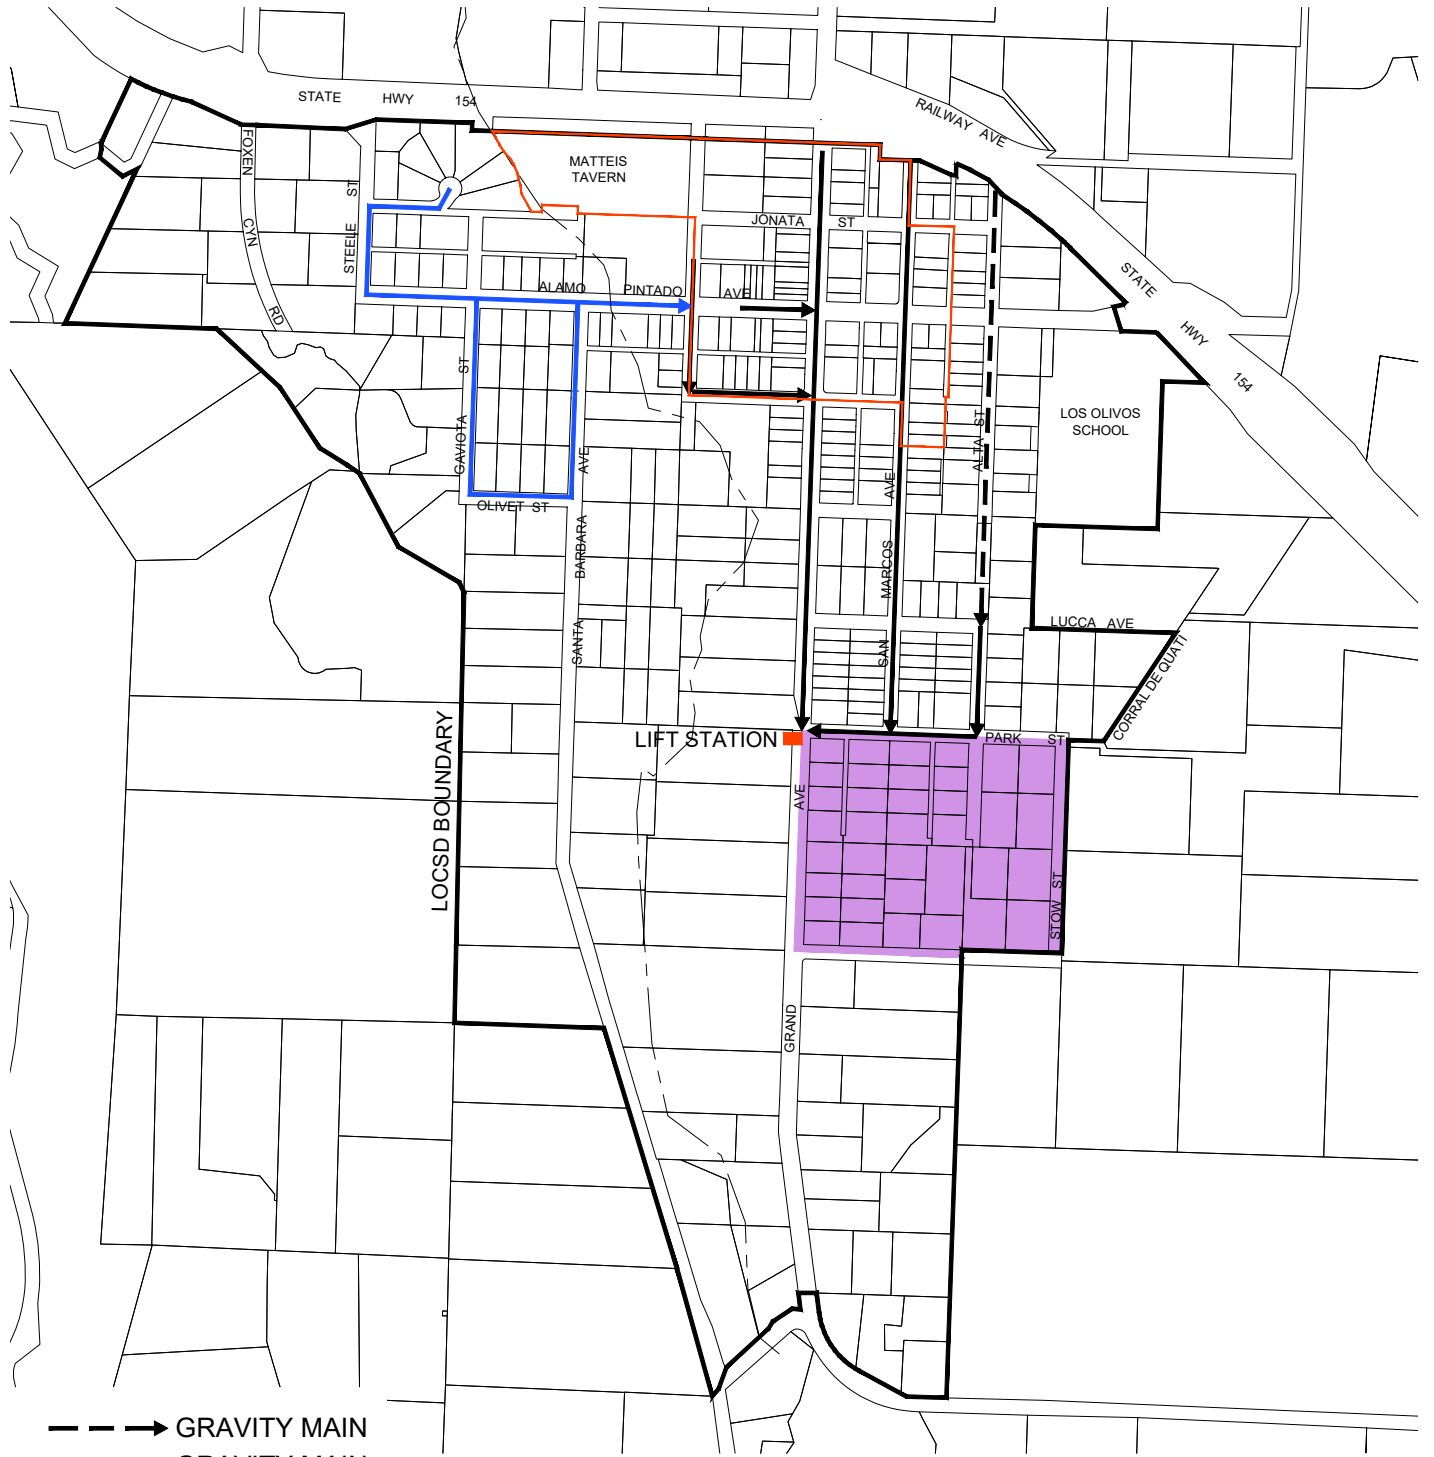 STATE HWY 154
RAILWAY AVE
FOXEN CYN RD
MATTEIS
TAVERN
STEELE ST
JONATA ST
STATE HWY 154
ALAMO PINTADO AVE
GAVIOTA ST
LOS OLIVOS
SCHOOL
ALTA ST
OLIVET ST
SANTA BARBARA AVE
SAN MARCOS AVE
LUCCA AVE
CORRAL DE QUATI
LIFT STATION
PARK ST
LOCSD BOUNDARY
GRAND AVE
STOW ST
GRAVITY MAIN
GRAVITY MAIN